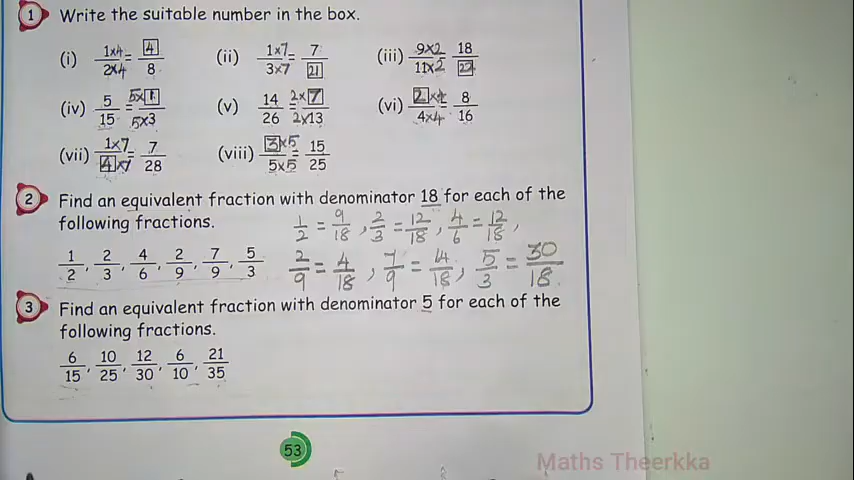 1 Write the suitable number in the box.
(i) 1×4/2×4 = 4/8 (ii) 1×7/3×7 = 7/21 (iii) 9×2/11×2 = 18/22
(iv) 5/15 = 5×1/5×3 (v) 14/26 = 2×7/2×13 (vi) 2×4/4×4 = 8/16
(vii) 1×7/4×7 = 7/28 (viii) 3×5/5×5 = 15/25
2 Find an equivalent fraction with denominator 18 for each of the
following fractions.
1/2 = 9/18, 2/3 = 12/18, 4/6 = 12/18,
1/2, 2/3, 4/6, 2/9, 7/9, 5/3
2/9 = 4/18, 7/9 = 14/18, 5/3 = 30/18
3 Find an equivalent fraction with denominator 5 for each of the
following fractions.
6/15, 10/25, 12/30, 6/10, 21/35
53
Maths Theerkka